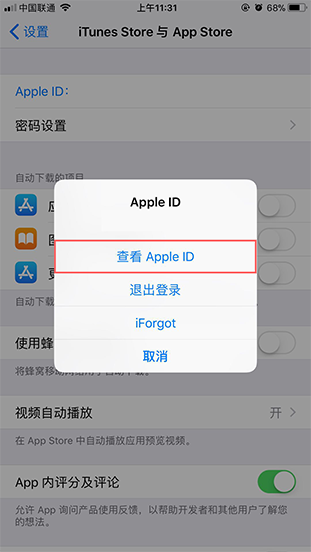 中国联通 上午11:31 68%
设置 iTunes Store 与 App Store
Apple ID：
密码设置
自动下载的项目
Apple ID
查看 Apple ID
退出登录
iForgot
取消
自动下载
使用蜂
将蜂窝移动网络用于自动下载。
视频自动播放 开
在 App Store 中自动播放应用预览视频。
App 内评分及评论
允许 App 询问产品使用反馈，以帮助开发者和其他用户了解您的想法。